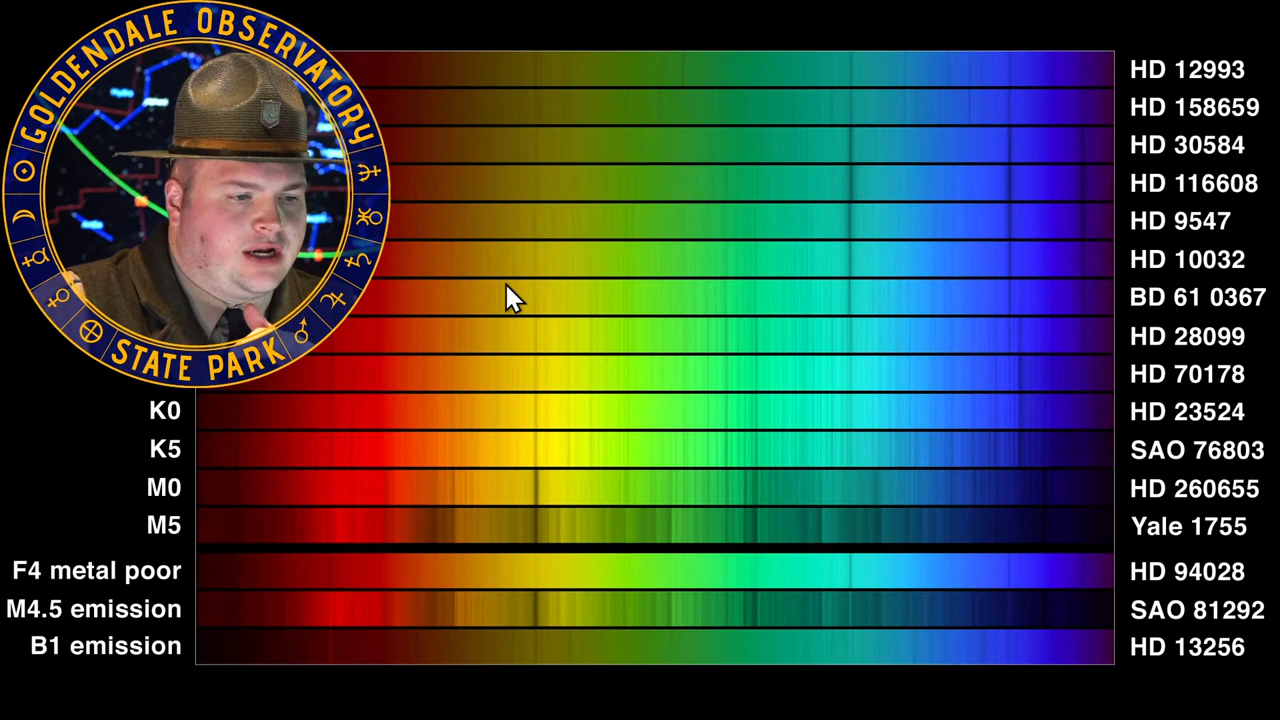 GOLDENDALE OBSERVATORY
STATE PARK
HD 12993
HD 158659
HD 30584
HD 116608
HD 9547
HD 10032
BD 61 0367
HD 28099
HD 70178
K0 HD 23524
K5 SAO 76803
M0 HD 260655
M5 Yale 1755
F4 metal poor HD 94028
M4.5 emission SAO 81292
B1 emission HD 13256